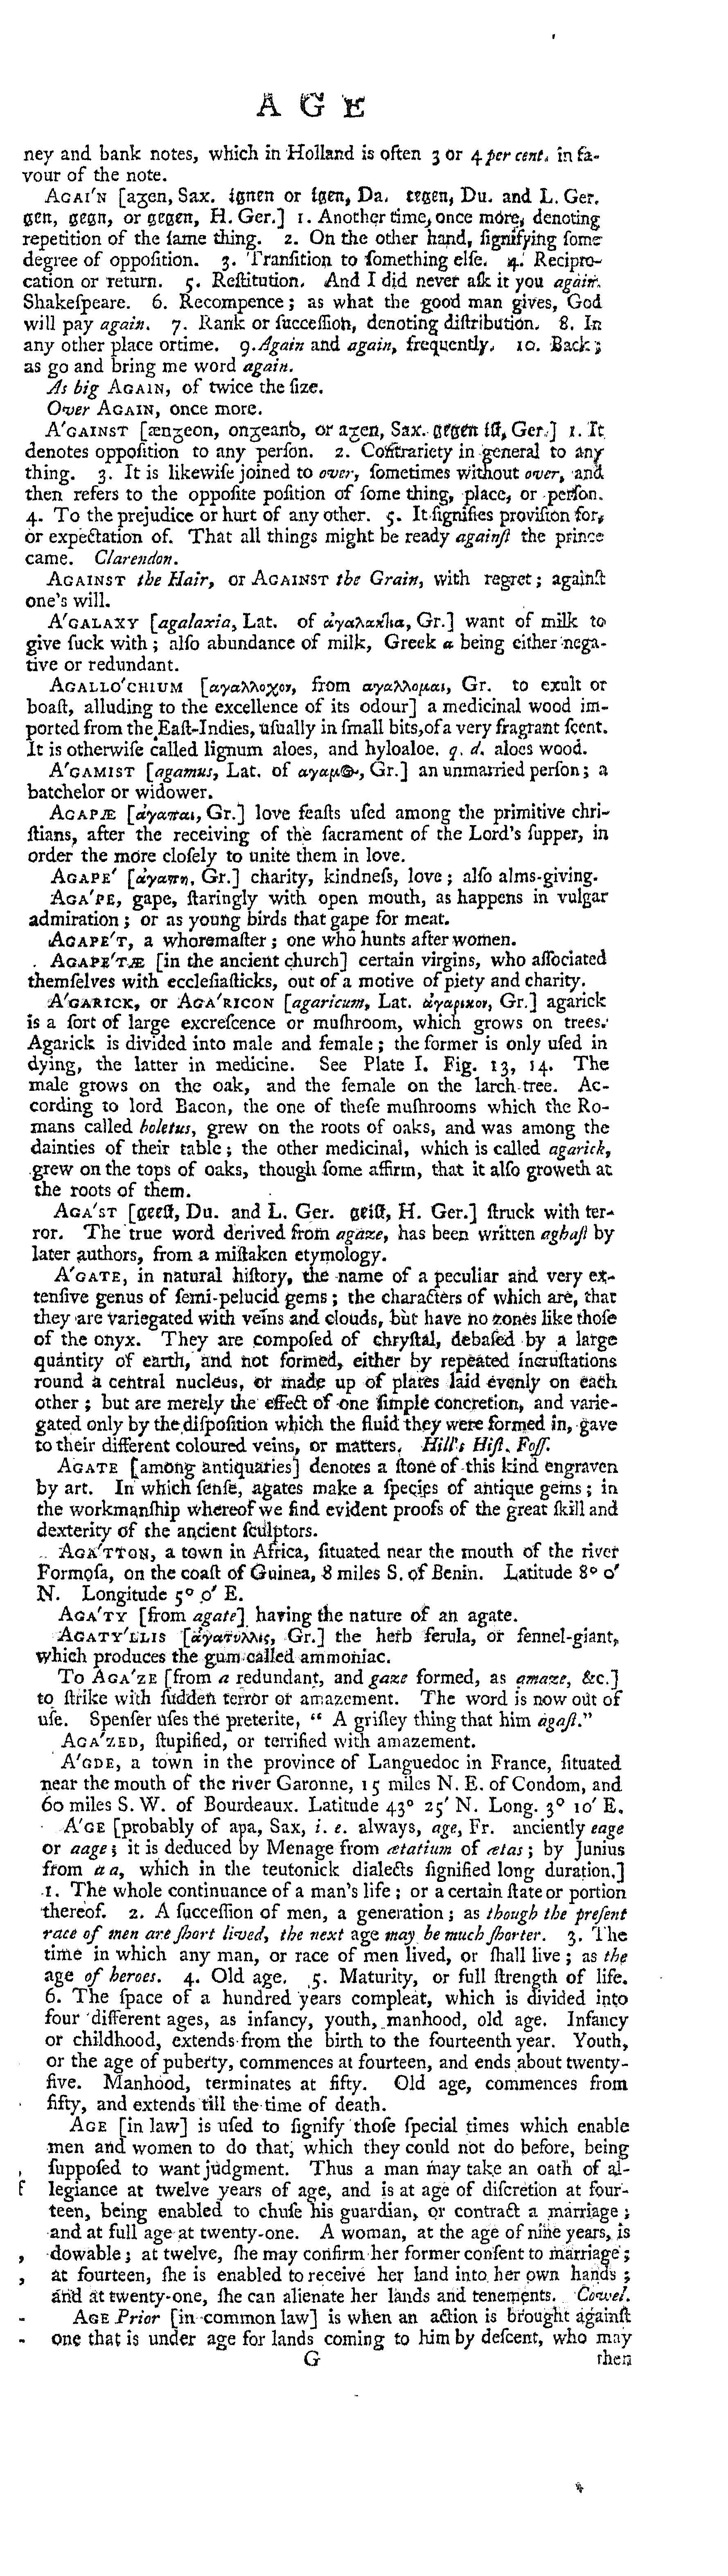 AGE
ney and bank notes, which in Holland is often 3 or 4 per cent. in fa-
vour of the note.
AGAI'N [aȝen, Sax. ignen or igen, Da. tegen, Du. and L. Ger.
gen, gegn, or gegen, H. Ger.] 1. Another time, once more, denoting
repetition of the ſame thing. 2. On the other hand, ſignifying ſome
degree of oppoſition. 3. Tranſition to ſomething elſe. 4. Recipro-
cation or return. 5. Reſtitution. And I did never aſk it you again.
Shakeſpeare. 6. Recompence; as what the good man gives, God
will pay again. 7. Rank or ſucceſſion, denoting diſtribution. 8. In
any other place ortime. 9. Again and again, frequently. 10. Back;
as go and bring me word again.
As big AGAIN, of twice the ſize.
Over AGAIN, once more.
A'GAINST [ænȝeon, onȝeand, or aȝen, Sax. gegen iſt, Ger.] 1. It
denotes oppoſition to any perſon. 2. Contrariety in general to any
thing. 3. It is likewiſe joined to over, ſometimes without over, and
then refers to the oppoſite poſition of ſome thing, place, or perſon.
4. To the prejudice or hurt of any other. 5. It ſignifies proviſion for,
or expectation of. That all things might be ready againſt the prince
came. Clarendon.
AGAINST the Hair, or AGAINST the Grain, with regret; againſt
one's will.
A'GALAXY [agalaxia, Lat. of ἀγαλακλια, Gr.] want of milk to
give ſuck with; alſo abundance of milk, Greek α being either nega-
tive or redundant.
AGALLO'CHIUM [αγαλλοχον, from αγαλλομαι, Gr. to exult or
boaſt, alluding to the excellence of its odour] a medicinal wood im-
ported from the Eaſt-Indies, uſually in ſmall bits, of a very fragrant ſcent.
It is otherwiſe called lignum aloes, and hyloaloe. q. d. aloes wood.
A'GAMIST [agamus, Lat. of αγαμος, Gr.] an unmarried perſon; a
batchelor or widower.
AGAPÆ [ἀγαπαι, Gr.] love feaſts uſed among the primitive chri-
ſtians, after the receiving of the ſacrament of the Lord's ſupper, in
order the more cloſely to unite them in love.
AGAPE' [ἀγαπη, Gr.] charity, kindneſs, love; alſo alms-giving.
AGA'PE, gape, ſtaringly with open mouth, as happens in vulgar
admiration; or as young birds that gape for meat.
AGAPE'T, a whoremaſter; one who hunts after women.
AGAPE'TÆ [in the ancient church] certain virgins, who aſſociated
themſelves with eccleſiaſticks, out of a motive of piety and charity.
A'GARICK, or AGA'RICON [agaricum, Lat. ἀγαρικον, Gr.] agarick
is a ſort of large excreſcence or muſhroom, which grows on trees.
Agarick is divided into male and female; the former is only uſed in
dying, the latter in medicine. See Plate I. Fig. 13, 14. The
male grows on the oak, and the female on the larch tree. Ac-
cording to lord Bacon, the one of theſe muſhrooms which the Ro-
mans called boletus, grew on the roots of oaks, and was among the
dainties of their table; the other medicinal, which is called agarick,
grew on the tops of oaks, though ſome affirm, that it alſo groweth at
the roots of them.
AGA'ST [geeſt, Du. and L. Ger. geiſt, H. Ger.] ſtruck with ter-
ror. The true word derived from agaze, has been written aghaſt by
later authors, from a miſtaken etymology.
A'GATE, in natural hiſtory, the name of a peculiar and very ex-
tenſive genus of ſemi-pelucid gems; the characters of which are, that
they are variegated with veins and clouds, but have no zones like thoſe
of the onyx. They are compoſed of chryſtal, debaſed by a large
quantity of earth, and not formed, either by repeated incruſtations
round a central nucleus, or made up of plates laid evenly on each
other; but are merely the effect of one ſimple concretion, and varie-
gated only by the diſpoſition which the fluid they were formed in, gave
to their different coloured veins, or matters. Hill's Hiſt. Foſſ.
AGATE [among antiquaries] denotes a ſtone of this kind engraven
by art. In which ſenſe, agates make a ſpecies of antique gems; in
the workmanſhip whereof we find evident proofs of the great ſkill and
dexterity of the ancient ſculptors.
AGA'TTON, a town in Africa, ſituated near the mouth of the river
Formoſa, on the coaſt of Guinea, 8 miles S. of Benin. Latitude 8° 0'
N. Longitude 5° 0' E.
AGA'TY [from agate] having the nature of an agate.
AGATY'LLIS [ἀγατυλλις, Gr.] the herb ferula, or fennel-giant,
which produces the gum called ammoniac.
To AGA'ZE [from a redundant, and gaze formed, as amaze, &c.]
to ſtrike with ſudden terror or amazement. The word is now out of
uſe. Spenſer uſes the preterite, “ A griſley thing that him agaſt.”
AGA'ZED, ſtupified, or terrified with amazement.
A'GDE, a town in the province of Languedoc in France, ſituated
near the mouth of the river Garonne, 15 miles N. E. of Condom, and
60 miles S. W. of Bourdeaux. Latitude 43° 25' N. Long. 3° 10' E.
A'GE [probably of apa, Sax, i. e. always, age, Fr. anciently eage
or aage; it is deduced by Menage from ætatium of ætas; by Junius
from aa, which in the teutonick dialects ſignified long duration.]
1. The whole continuance of a man's life; or a certain ſtate or portion
thereof. 2. A ſucceſſion of men, a generation; as though the preſent
race of men are ſhort lived, the next age may be much ſhorter. 3. The
time in which any man, or race of men lived, or ſhall live; as the
age of heroes. 4. Old age. 5. Maturity, or full ſtrength of life.
6. The ſpace of a hundred years compleat, which is divided into
four different ages, as infancy, youth, manhood, old age. Infancy
or childhood, extends from the birth to the fourteenth year. Youth,
or the age of puberty, commences at fourteen, and ends about twenty-
five. Manhood, terminates at fifty. Old age, commences from
fifty, and extends till the time of death.
AGE [in law] is uſed to ſignify thoſe ſpecial times which enable
men and women to do that, which they could not do before, being
ſuppoſed to want judgment. Thus a man may take an oath of al-
legiance at twelve years of age, and is at age of diſcretion at four-
teen, being enabled to chuſe his guardian, or contract a marriage;
and at full age at twenty-one. A woman, at the age of nine years, is
dowable; at twelve, ſhe may confirm her former conſent to marriage;
at fourteen, ſhe is enabled to receive her land into her own hands;
and at twenty-one, ſhe can alienate her lands and tenements. Cowel.
AGE Prior [in common law] is when an action is brought againſt
one that is under age for lands coming to him by deſcent, who may
G then